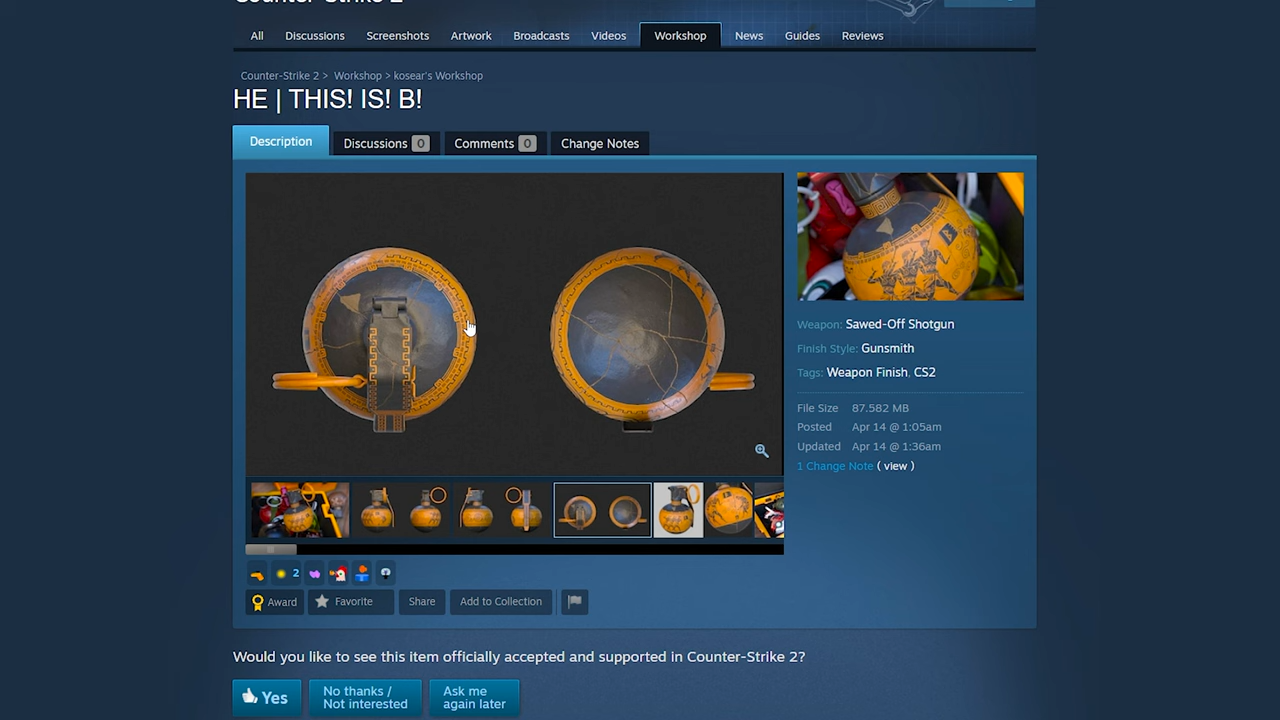 All Discussions Screenshots Artwork Broadcasts Videos Workshop News Guides Reviews
Counter-Strike 2 > Workshop > kosear's Workshop
HE | THIS! IS! B!
Description Discussions 0 Comments 0 Change Notes
Weapon: Sawed-Off Shotgun
Finish Style: Gunsmith
Tags: Weapon Finish, CS2
File Size 87.582 MB
Posted Apr 14 @ 1:05am
Updated Apr 14 @ 1:36am
1 Change Note ( view )
2
Award Favorite Share Add to Collection
Would you like to see this item officially accepted and supported in Counter-Strike 2?
Yes
No thanks /
Not interested
Ask me
again later